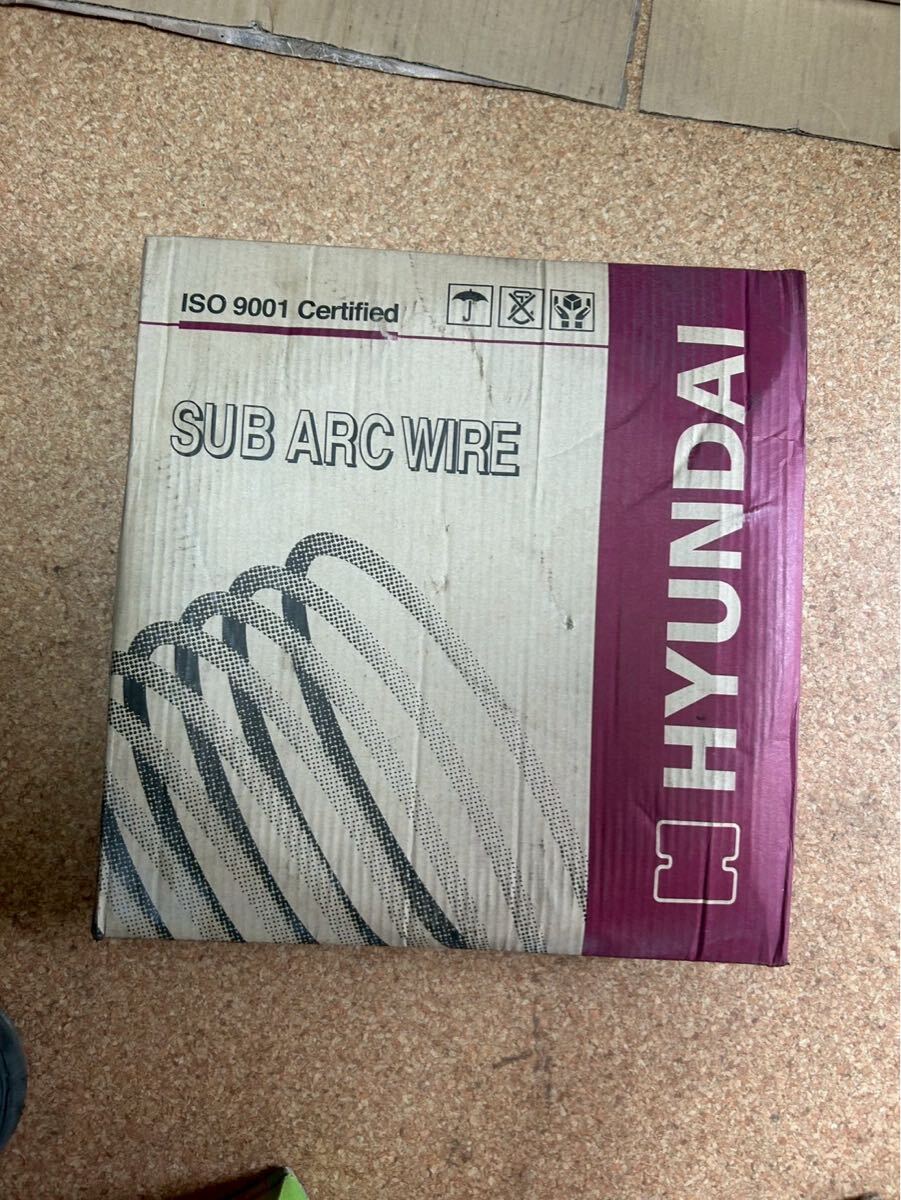 ISO 9001 Certified
SUB ARC WIRE
HYUNDAI